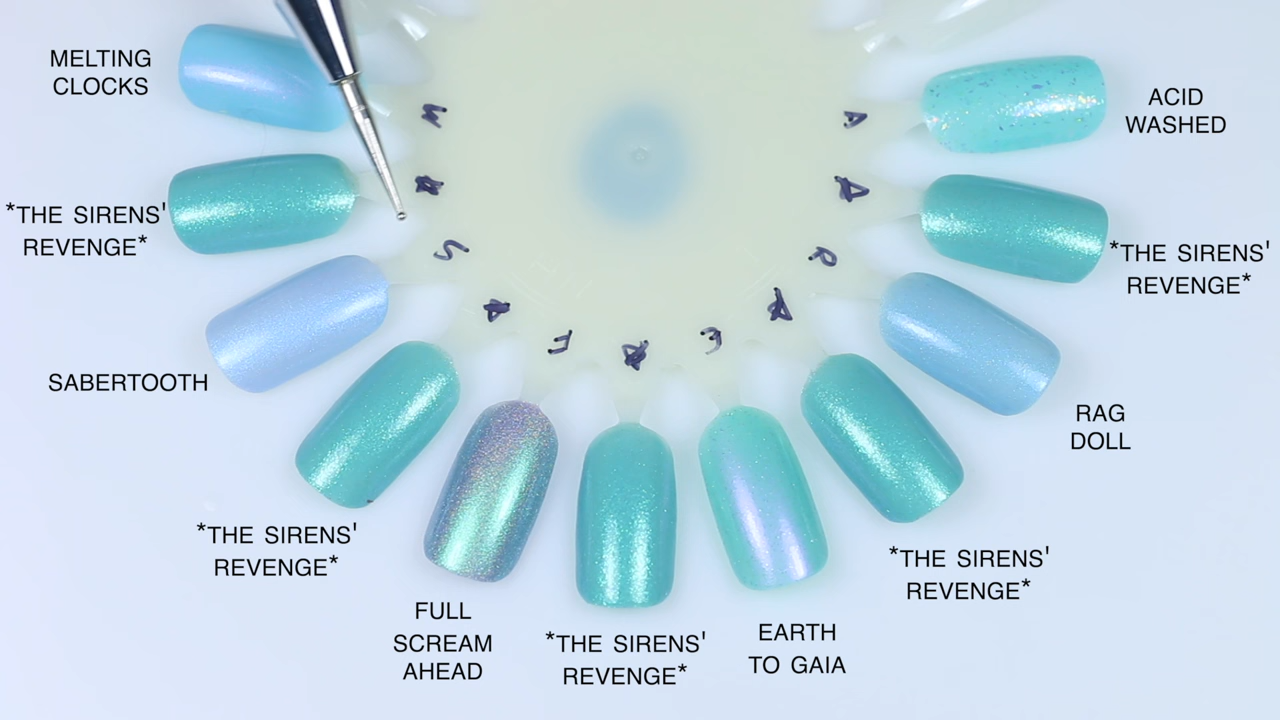 MELTING
CLOCKS
*THE SIRENS'
REVENGE*
SABERTOOTH
*THE SIRENS'
REVENGE*
FULL
SCREAM
AHEAD
*THE SIRENS'
REVENGE*
EARTH
TO GAIA
*THE SIRENS'
REVENGE*
RAG
DOLL
*THE SIRENS'
REVENGE*
ACID
WASHED
M
S
F
E
R
A